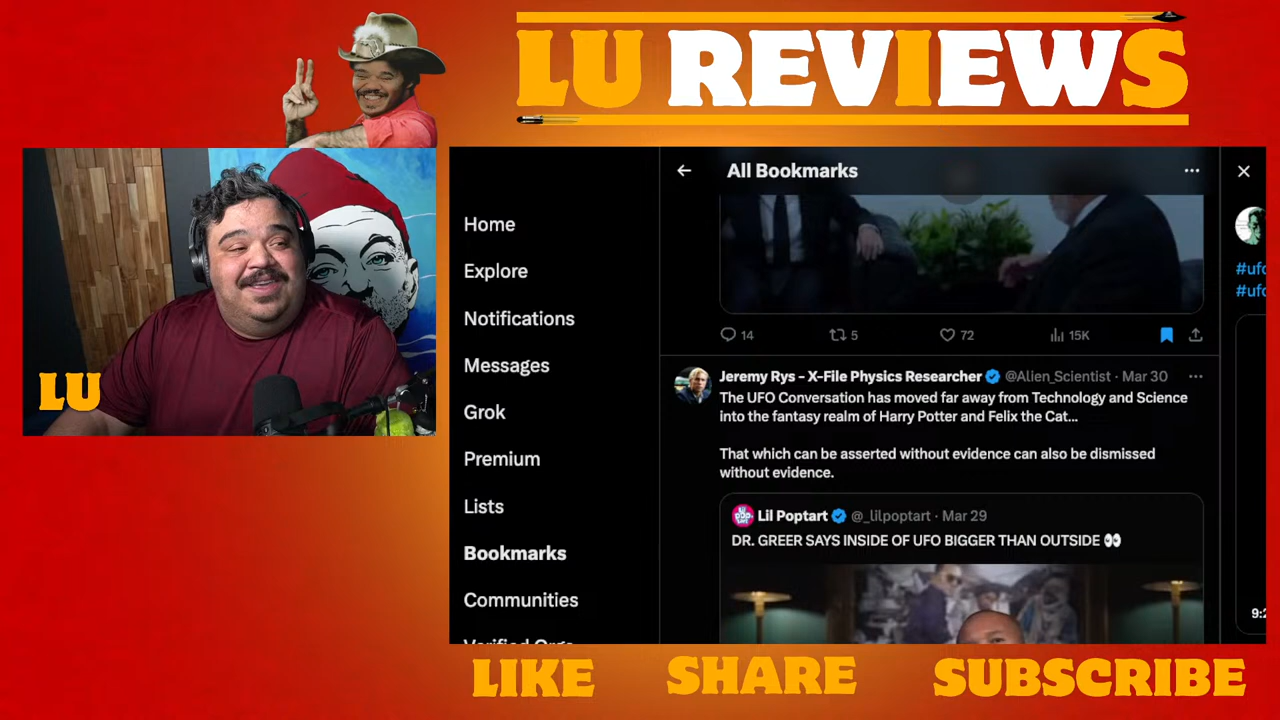 LU REVIEWS
LU
Home
Explore
Notifications
Messages
Grok
Premium
Lists
Bookmarks
Communities
All Bookmarks
14
5
72
15K
Jeremy Rys - X-File Physics Researcher @Alien_Scientist · Mar 30
The UFO Conversation has moved far away from Technology and Science
into the fantasy realm of Harry Potter and Felix the Cat...
That which can be asserted without evidence can also be dismissed
without evidence.
Lil Poptart @_lilpoptart · Mar 29
DR. GREER SAYS INSIDE OF UFO BIGGER THAN OUTSIDE 👀
#ufo
#ufo
LIKE SHARE SUBSCRIBE